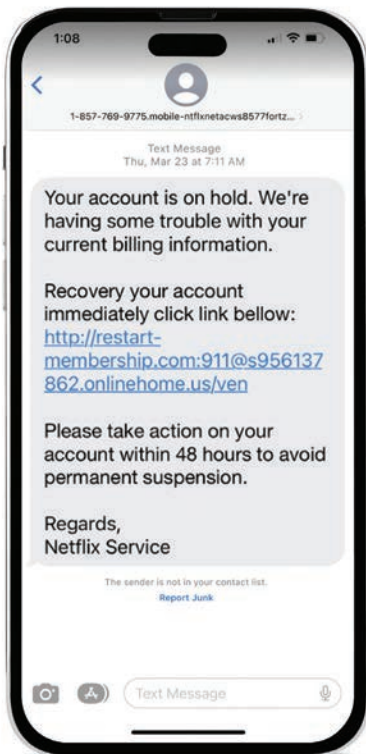 1:08
1-857-769-9775.mobile-ntflxnetacws8577fortz...
Text Message
Thu, Mar 23 at 7:11 AM
Your account is on hold. We're
having some trouble with your
current billing information.
Recovery your account
immediately click link bellow:
http://restart-
membership.com:911@s956137
862.onlinehome.us/ven
Please take action on your
account within 48 hours to avoid
permanent suspension.
Regards,
Netflix Service
The sender is not in your contact list.
Report Junk
Text Message